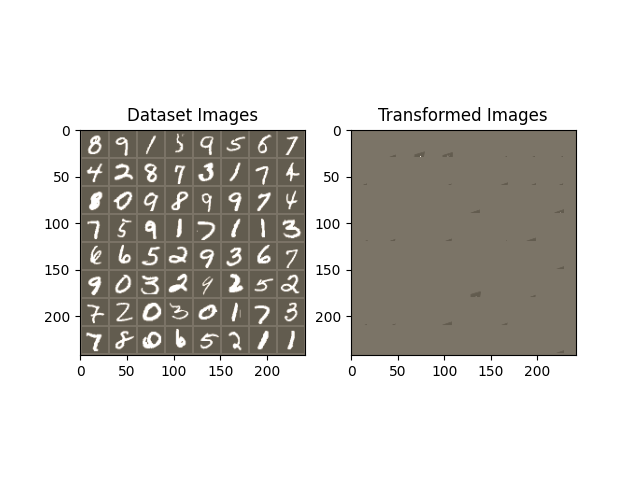 Dataset Images
Transformed Images
0
50
100
150
200
0 50 100 150 200
8 9 1 5 9 5 6 7
4 2 8 7 3 1 7 4
8 0 9 8 9 9 7 4
7 5 9 1 7 1 1 3
6 6 5 2 9 3 6 7
9 0 3 2 9 2 5 2
7 2 0 3 0 1 7 3
7 8 0 6 5 2 1 1
0
50
100
150
200
0 50 100 150 200